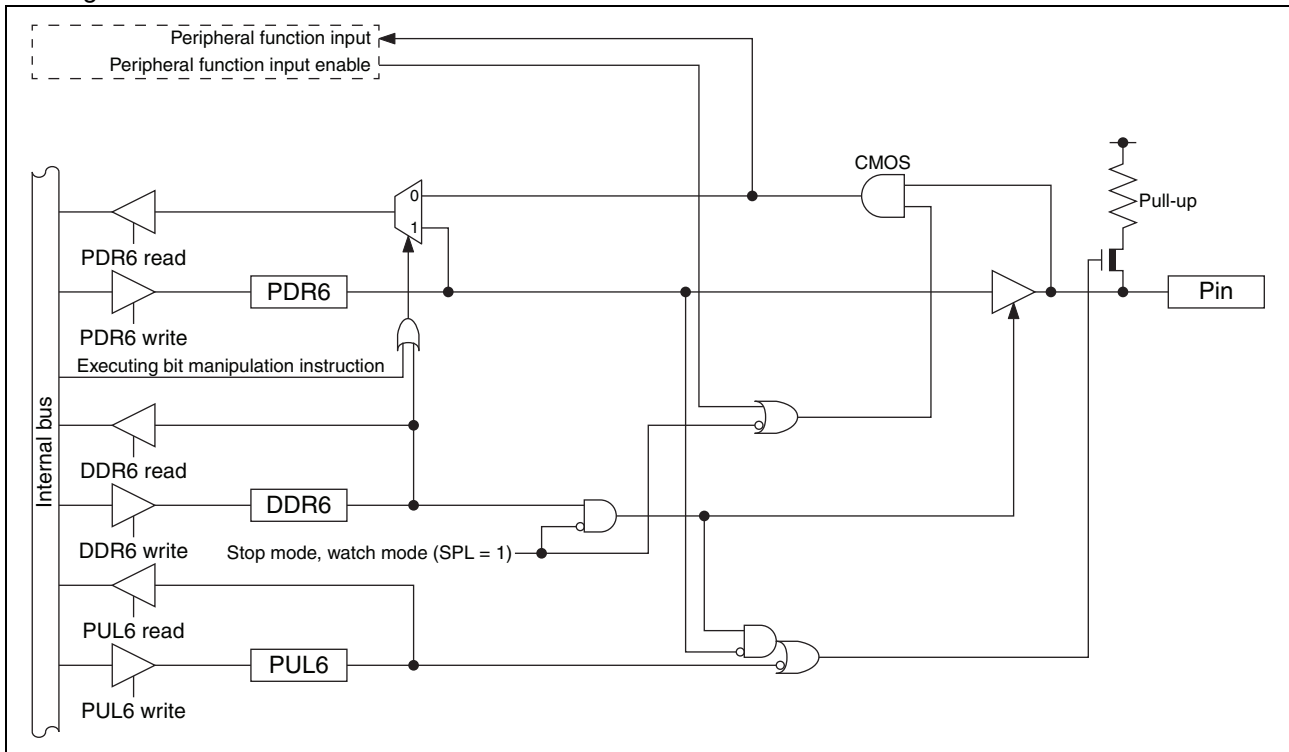 Peripheral function input
Peripheral function input enable
CMOS
Pull-up
0
1
PDR6 read
PDR6
Pin
PDR6 write
Executing bit manipulation instruction
Internal bus
DDR6 read
DDR6
DDR6 write
Stop mode, watch mode (SPL = 1)
PUL6 read
PUL6
PUL6 write